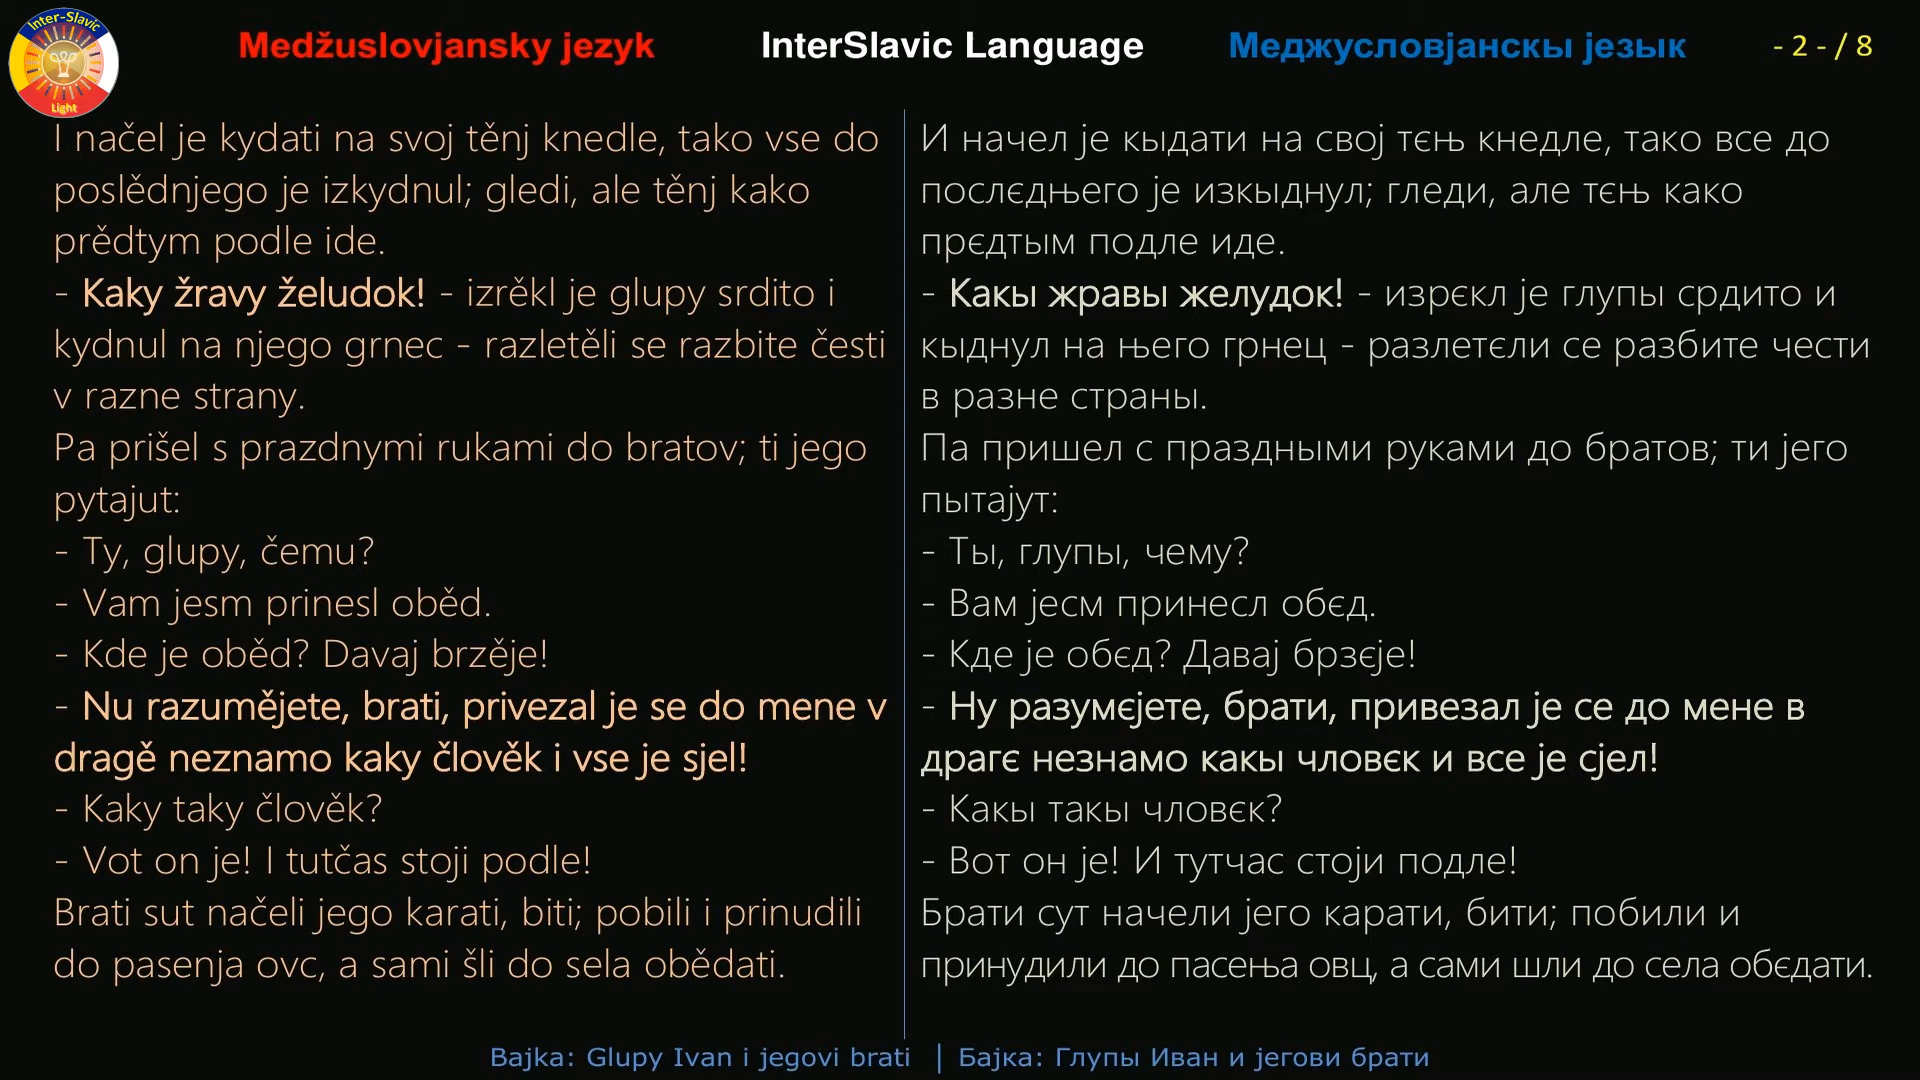 Inter-Slavic
Light
Medžuslovjansky jezyk
InterSlavic Language
Меджусловјанскы језык
- 2 - / 8
I načel je kydati na svoj těnj knedle, tako vse do
poslědnjego je izkydnul; gledi, ale těnj kako
prědtym podle ide.
- Kaky žravy želudok! - izrěkl je glupy srdito i
kydnul na njego grnec - razletěli se razbite česti
v razne strany.
Pa prišel s prazdnymi rukami do bratov; ti jego
pytajut:
- Ty, glupy, čemu?
- Vam jesm prinesl oběd.
- Kde je oběd? Davaj brzěje!
- Nu razumějete, brati, privezal je se do mene v
dragě neznamo kaky člověk i vse je sjel!
- Kaky taky člověk?
- Vot on je! I tutčas stoji podle!
Brati sut načeli jego karati, biti; pobili i prinudili
do pasenja ovc, a sami šli do sela obědati.
И начел је кыдати на свој тєњ кнедле, тако все до
послєдњего је изкыднул; гледи, але тєњ како
прєдтым подле иде.
- Какы жравы желудок! - изрєкл је глупы срдито и
кыднул на њего грнец - разлетєли се разбите чести
в разне страны.
Па пришел с праздными руками до братов; ти јего
пытајут:
- Ты, глупы, чему?
- Вам јесм принесл обєд.
- Кде је обєд? Давај брзєје!
- Ну разумєјете, брати, привезал је се до мене в
драгє незнамо какы чловєк и все је сјел!
- Какы такы чловєк?
- Вот он је! И тутчас стоји подле!
Брати сут начели јего карати, бити; побили и
принудили до пасења овц, а сами шли до села обєдати.
Bajka: Glupy Ivan i jegovi brati | Бајка: Глупы Иван и јегови брати